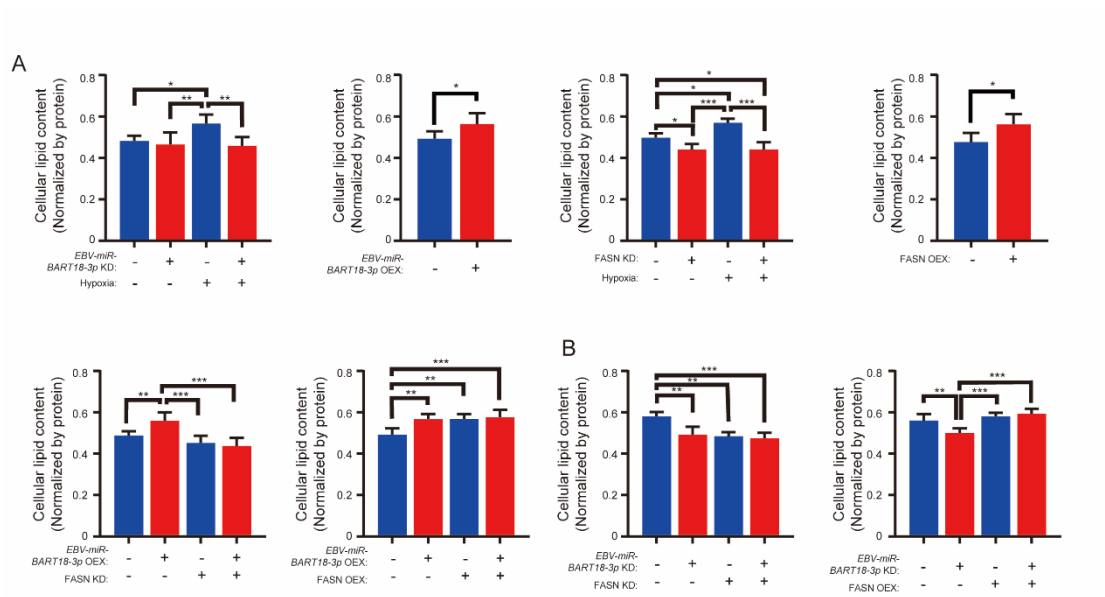 A
Cellular lipid content
(Normalized by protein)
0.8
0.6
0.4
0.2
0
*
**
**
EBV-miR-
BART18-3p KD: - + - +
Hypoxia: - - + +
Cellular lipid content
(Normalized by protein)
0.8
0.6
0.4
0.2
0
*
EBV-miR-
BART18-3p OEX: - +
Cellular lipid content
(Normalized by protein)
0.8
0.6
0.4
0.2
0
*
*
***
***
*
FASN KD: - + - +
Hypoxia: - - + +
Cellular lipid content
(Normalized by protein)
0.8
0.6
0.4
0.2
0
*
FASN OEX: - +
Cellular lipid content
(Normalized by protein)
0.8
0.6
0.4
0.2
0
***
**
***
EBV-miR-
BART18-3p OEX: - + - +
FASN KD: - - + +
Cellular lipid content
(Normalized by protein)
0.8
0.6
0.4
0.2
0
***
**
**
EBV-miR-
BART18-3p OEX: - + - +
FASN OEX: - - + +
B
Cellular lipid content
(Normalized by protein)
0.8
0.6
0.4
0.2
0
***
**
**
EBV-miR-
BART18-3p KD: - + - +
FASN KD: - - + +
Cellular lipid content
(Normalized by protein)
0.8
0.6
0.4
0.2
0
***
**
***
EBV-miR-
BART18-3p KD: - + - +
FASN OEX: - - + +